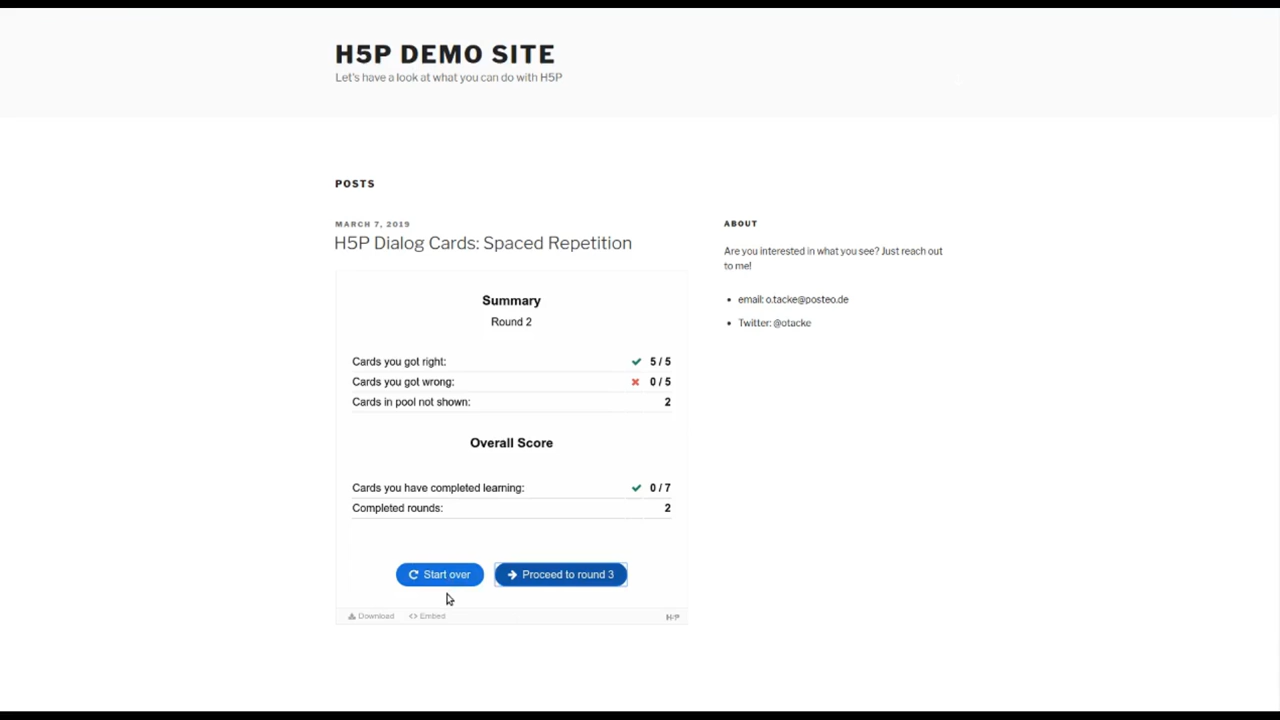 H5P DEMO SITE
Let's have a look at what you can do with H5P
POSTS
MARCH 7, 2019
H5P Dialog Cards: Spaced Repetition
Summary
Round 2
Cards you got right: 5 / 5
Cards you got wrong: 0 / 5
Cards in pool not shown: 2
Overall Score
Cards you have completed learning: 0 / 7
Completed rounds: 2
Start over
Proceed to round 3
Download
Embed
H5P
ABOUT
Are you interested in what you see? Just reach out
to me!
email: o.tacke@posteo.de
Twitter: @otacke